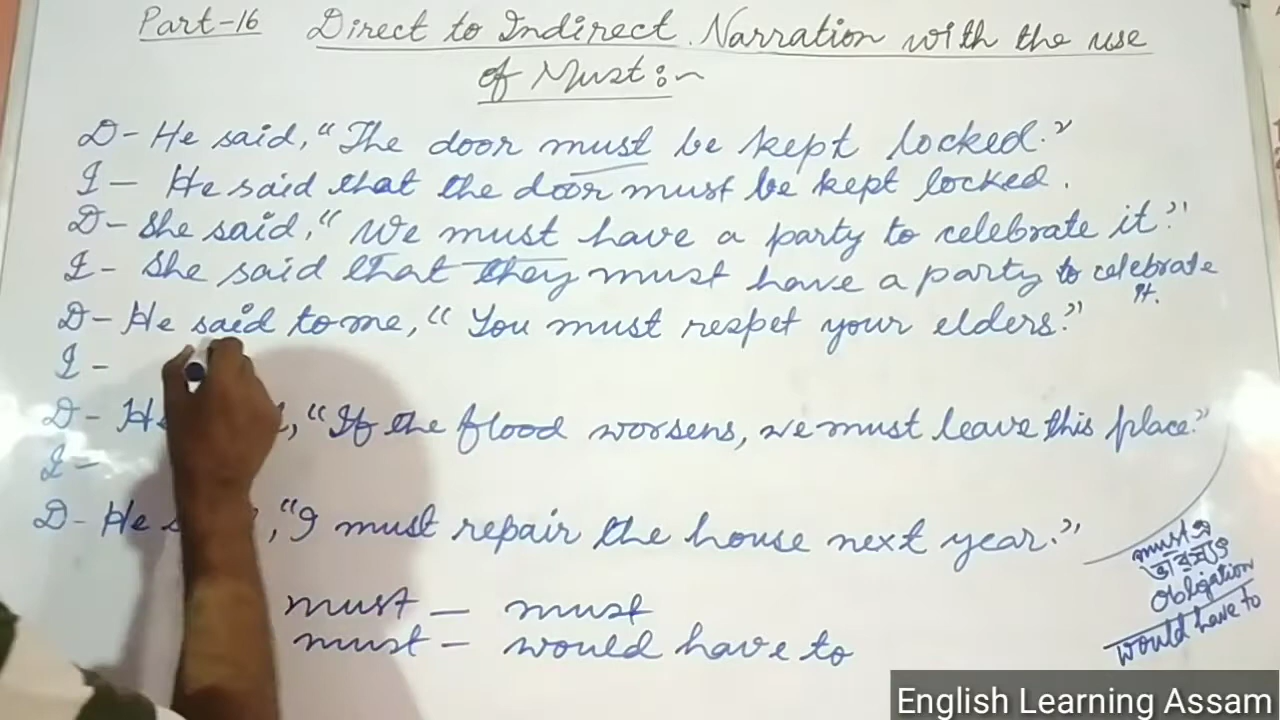 Part-16 Direct to Indirect Narration with the use
of Must:~
D- He said, "The door must be kept locked."
I- He said that the door must be kept locked.
D- She said, "We must have a party to celebrate it."
I- She said that they must have a party to celebrate
it.
D- He said to me, "You must respet your elders."
I-
D- He "If the flood worsens, we must leave this place."
I-
D- He "I must repair the house next year."
must — must
must — would have to
must
Obligation
would have to
English Learning Assam